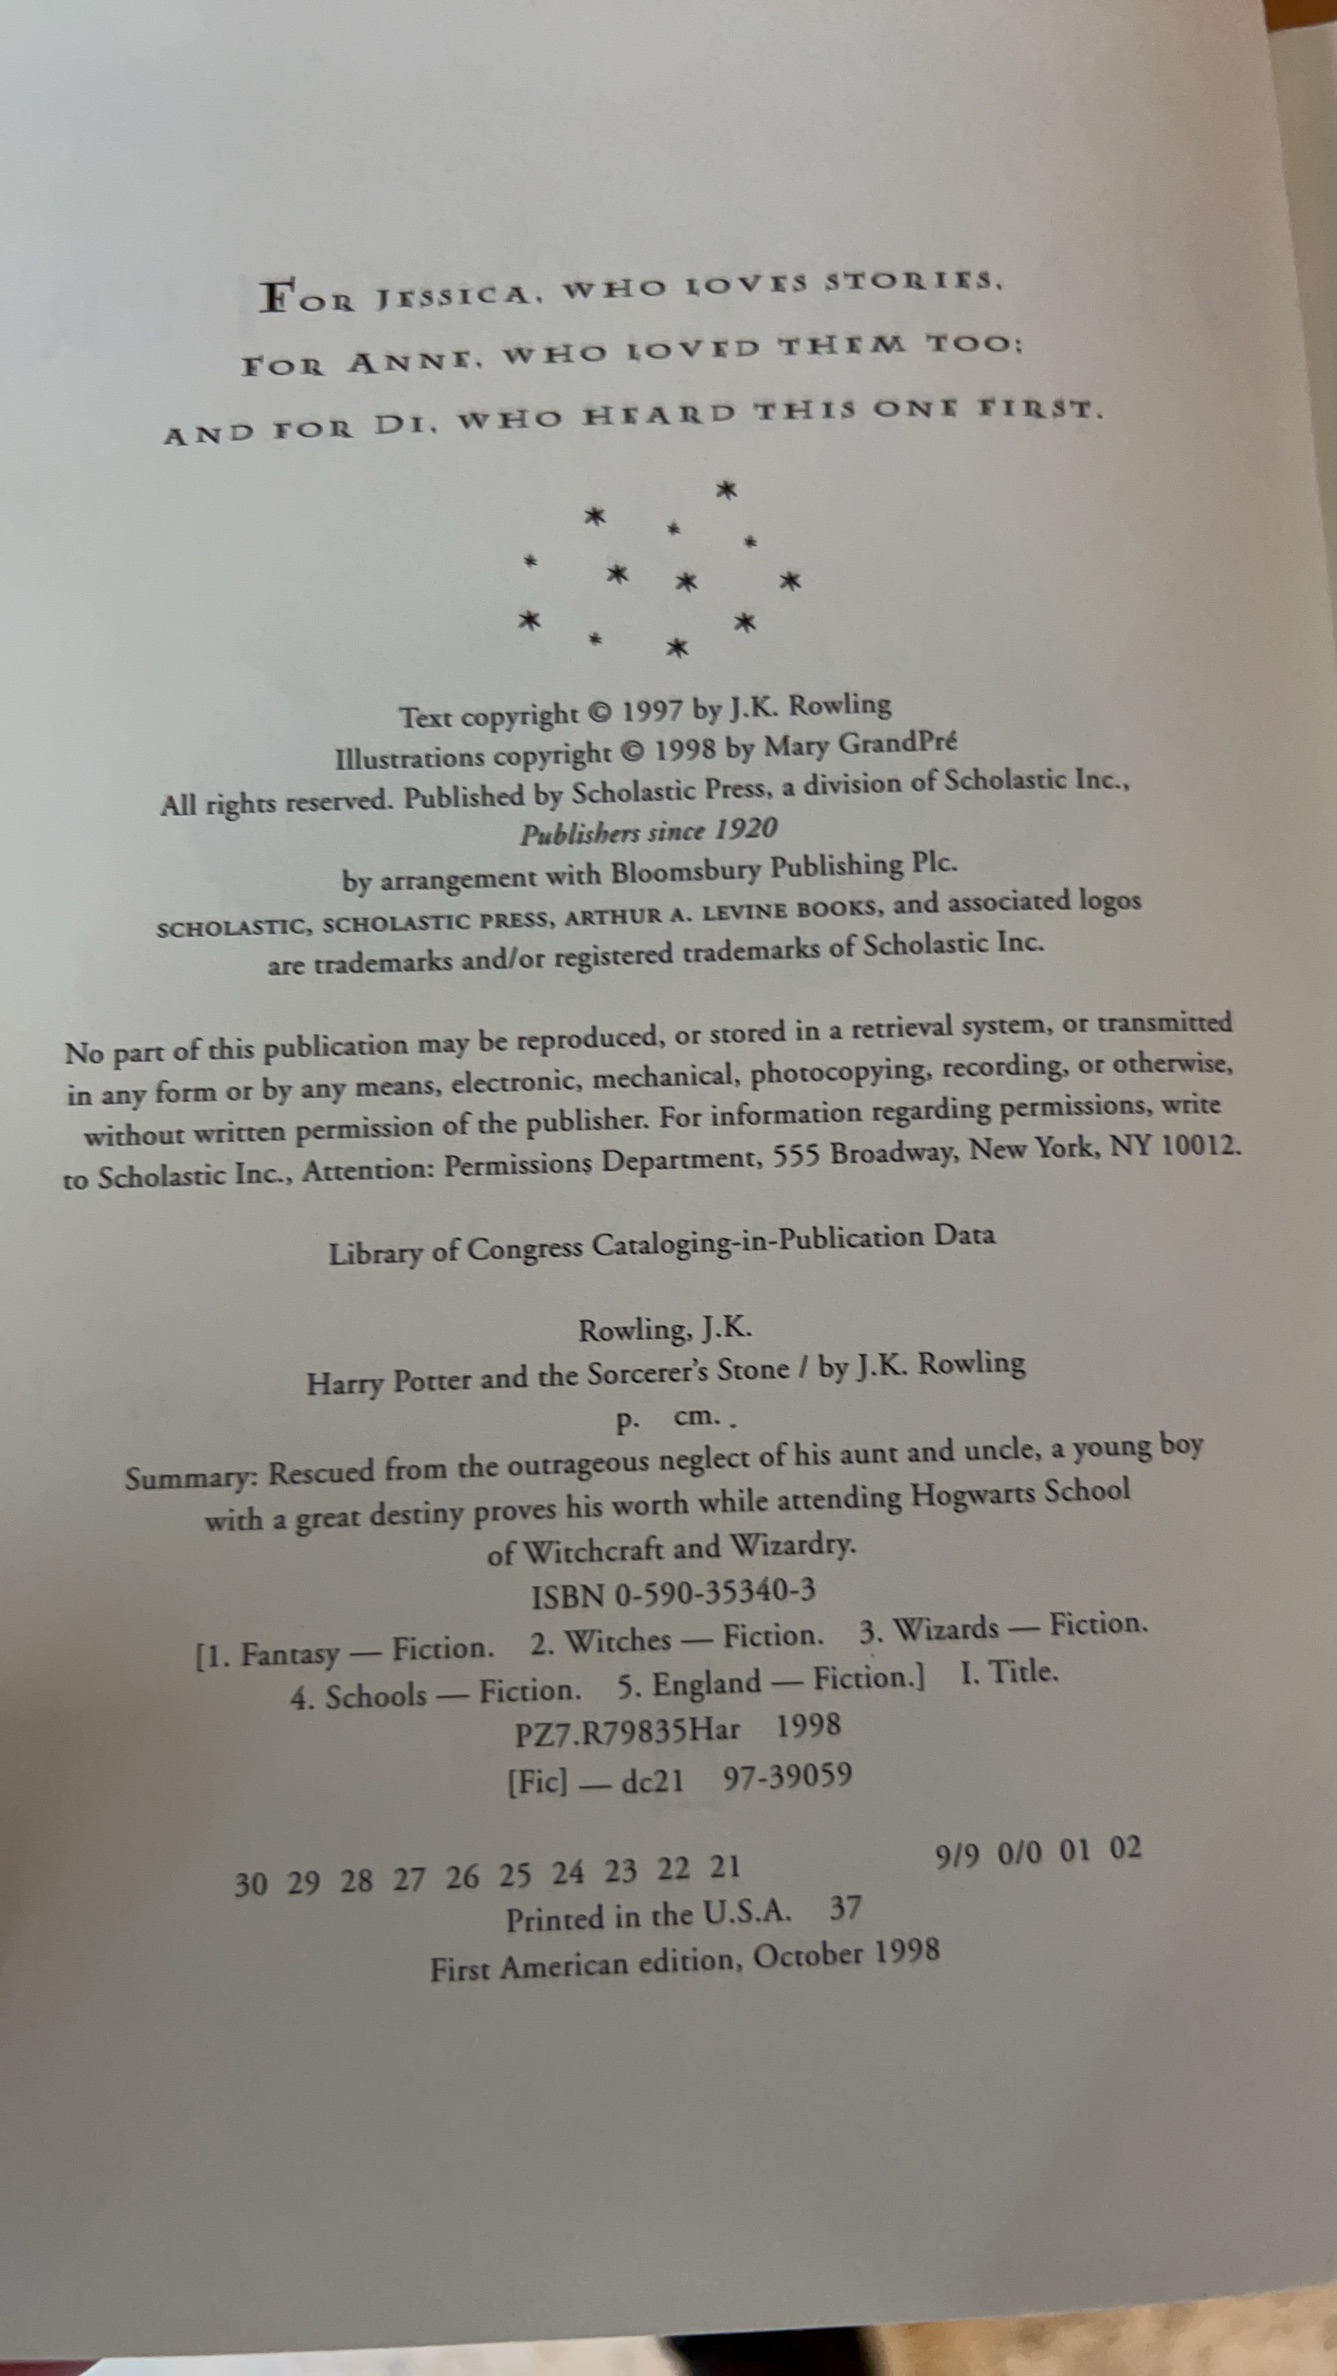 FOR JESSICA, WHO LOVES STORIES,
FOR ANNE, WHO LOVED THEM TOO;
AND FOR DI, WHO HEARD THIS ONE FIRST.
Text copyright © 1997 by J.K. Rowling
Illustrations copyright © 1998 by Mary GrandPré
All rights reserved. Published by Scholastic Press, a division of Scholastic Inc.,
Publishers since 1920
by arrangement with Bloomsbury Publishing Plc.
SCHOLASTIC, SCHOLASTIC PRESS, ARTHUR A. LEVINE BOOKS, and associated logos
are trademarks and/or registered trademarks of Scholastic Inc.
No part of this publication may be reproduced, or stored in a retrieval system, or transmitted
in any form or by any means, electronic, mechanical, photocopying, recording, or otherwise,
without written permission of the publisher. For information regarding permissions, write
to Scholastic Inc., Attention: Permissions Department, 555 Broadway, New York, NY 10012.
Library of Congress Cataloging-in-Publication Data
Rowling, J.K.
Harry Potter and the Sorcerer's Stone / by J.K. Rowling
p. cm. .
Summary: Rescued from the outrageous neglect of his aunt and uncle, a young boy
with a great destiny proves his worth while attending Hogwarts School
of Witchcraft and Wizardry.
ISBN 0-590-35340-3
[1. Fantasy — Fiction. 2. Witches — Fiction. 3. Wizards — Fiction.
4. Schools — Fiction. 5. England — Fiction.] I. Title.
PZ7.R79835Har 1998
[Fic] — dc21 97-39059
30 29 28 27 26 25 24 23 22 21 9/9 0/0 01 02
Printed in the U.S.A. 37
First American edition, October 1998